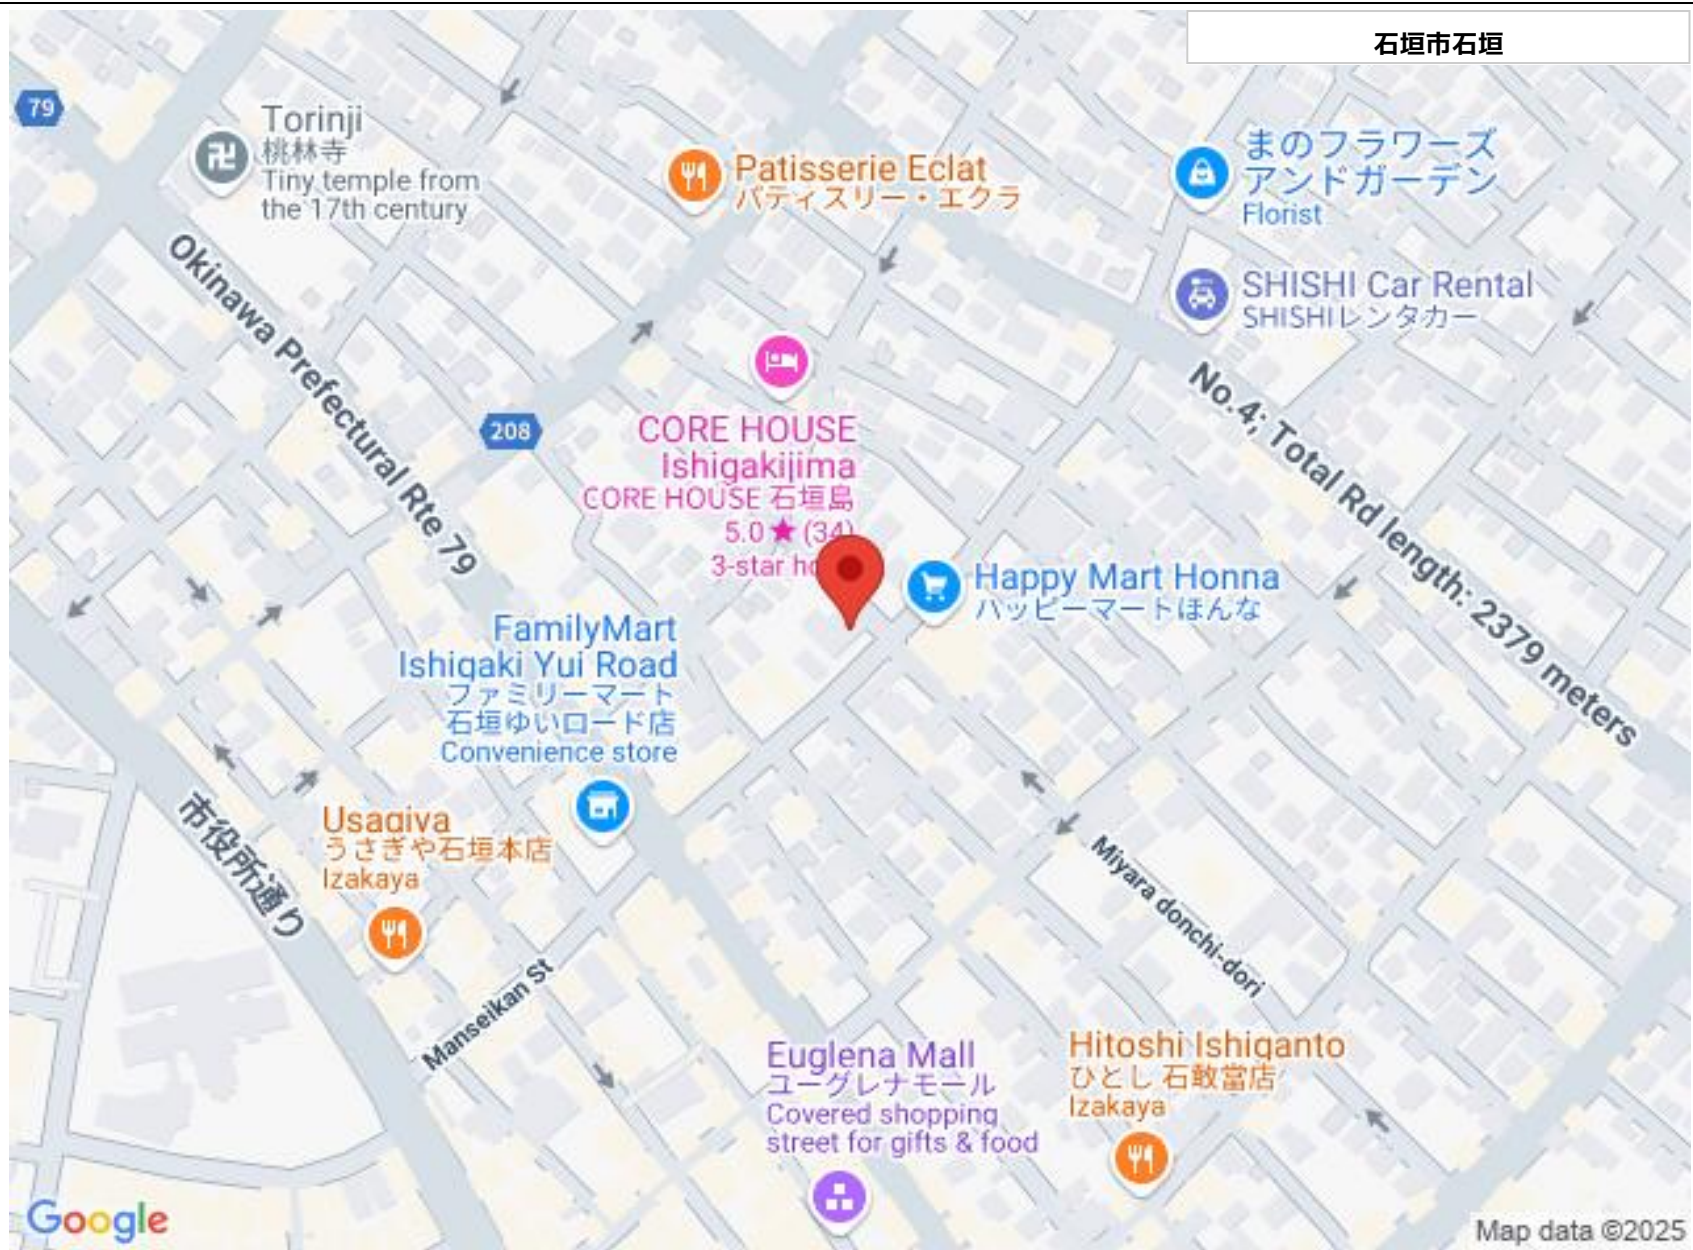 石垣市石垣
79
Torinji
桃林寺
Tiny temple from
the 17th century
Patisserie Eclat
パティスリー・エクラ
まのフラワーズ
アンドガーデン
Florist
SHISHI Car Rental
SHISHIレンタカー
Okinawa Prefectural Rte 79
208
No.4; Total Rd length: 2379 meters
CORE HOUSE
Ishigakijima
CORE HOUSE 石垣島
5.0 ★ (34)
3-star
Happy Mart Honna
ハッピーマートほんな
FamilyMart
Ishigaki Yui Road
ファミリーマート
石垣ゆいロード店
Convenience store
市役所通り
Usagiya
うさぎや石垣本店
Izakaya
Miyara donchi-dori
Manseikan St
Euglena Mall
ユーグレナモール
Covered shopping
street for gifts & food
Hitoshi Ishiganto
ひとし 石敢當店
Izakaya
Google
Map data ©2025